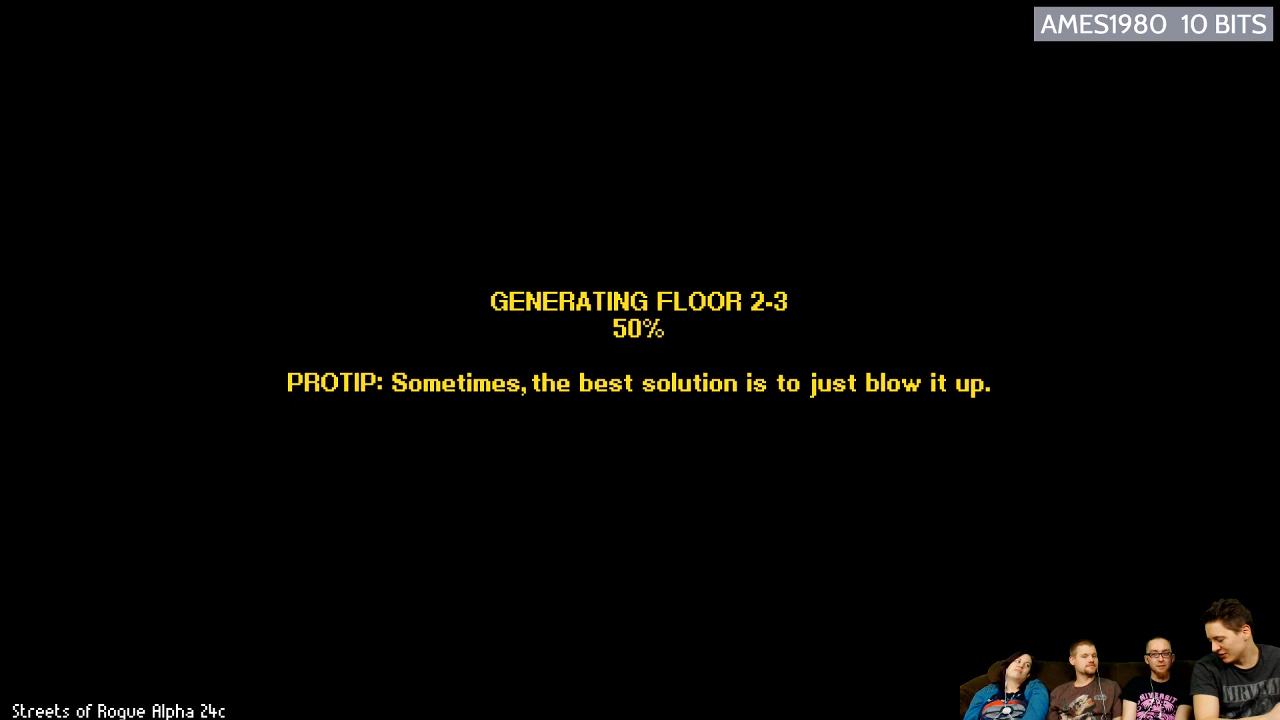 AMES1980 10 BITS
GENERATING FLOOR 2-3
50%
PROTIP: Sometimes, the best solution is to just blow it up.
NIRVANA
Streets of Rogue Alpha 24c